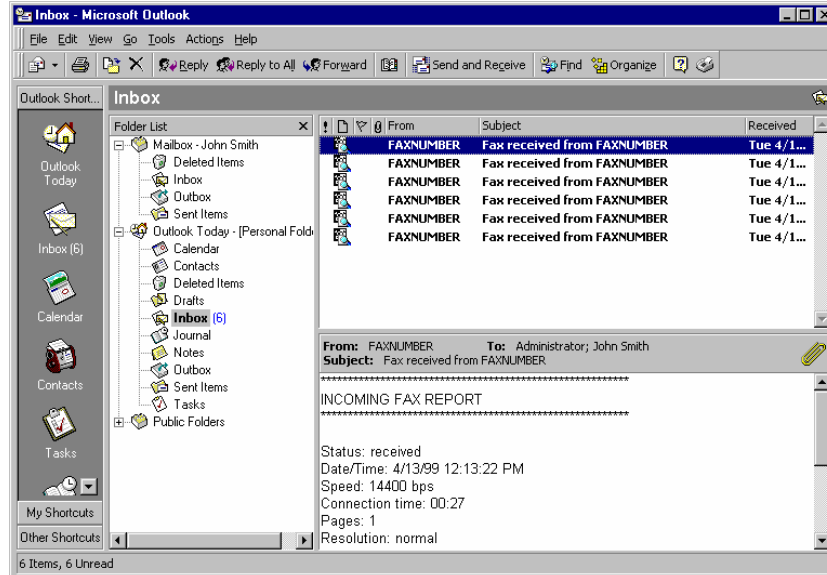 Inbox - Microsoft Outlook
File Edit View Go Tools Actions Help
Reply Reply to All Forward Send and Receive Find Organize
Outlook Short... Inbox
Outlook Today
Inbox (6)
Calendar
Contacts
Tasks
My Shortcuts
Other Shortcuts
Folder List
Mailbox - John Smith
Deleted Items
Inbox
Outbox
Sent Items
Outlook Today - [Personal Fold
Calendar
Contacts
Deleted Items
Drafts
Inbox (6)
Journal
Notes
Outbox
Sent Items
Tasks
Public Folders
From Subject Received
FAXNUMBER Fax received from FAXNUMBER Tue 4/1...
FAXNUMBER Fax received from FAXNUMBER Tue 4/1...
FAXNUMBER Fax received from FAXNUMBER Tue 4/1...
FAXNUMBER Fax received from FAXNUMBER Tue 4/1...
FAXNUMBER Fax received from FAXNUMBER Tue 4/1...
FAXNUMBER Fax received from FAXNUMBER Tue 4/1...
From: FAXNUMBER To: Administrator; John Smith
Subject: Fax received from FAXNUMBER
INCOMING FAX REPORT
Status: received
Date/Time: 4/13/99 12:13:22 PM
Speed: 14400 bps
Connection time: 00:27
Pages: 1
Resolution: normal
6 Items, 6 Unread